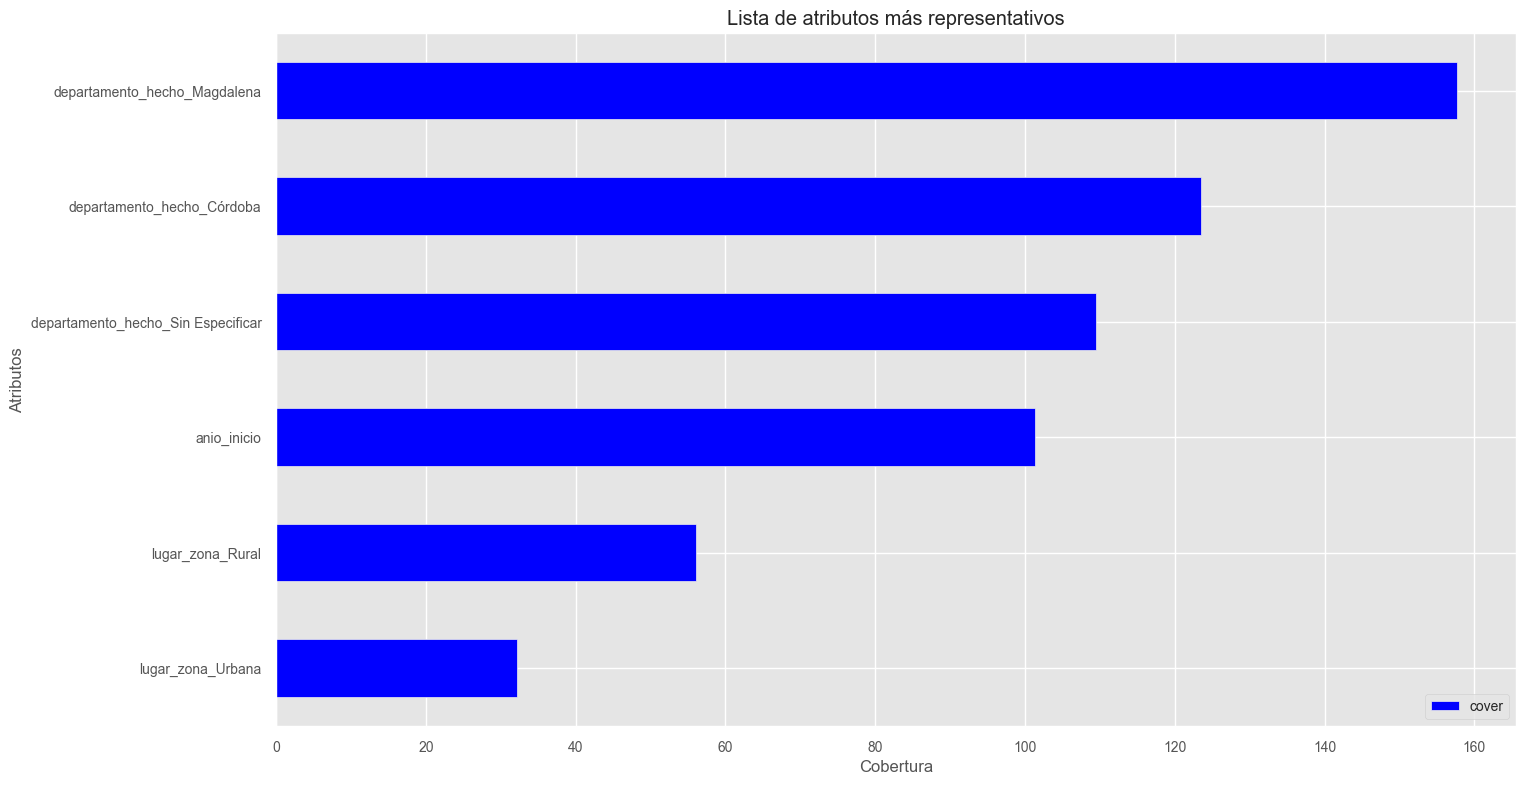 Lista de atributos más representativos
Atributos
departamento_hecho_Magdalena
departamento_hecho_Córdoba
departamento_hecho_Sin Especificar
anio_inicio
lugar_zona_Rural
lugar_zona_Urbana
cover
0 20 40 60 80 100 120 140 160
Cobertura